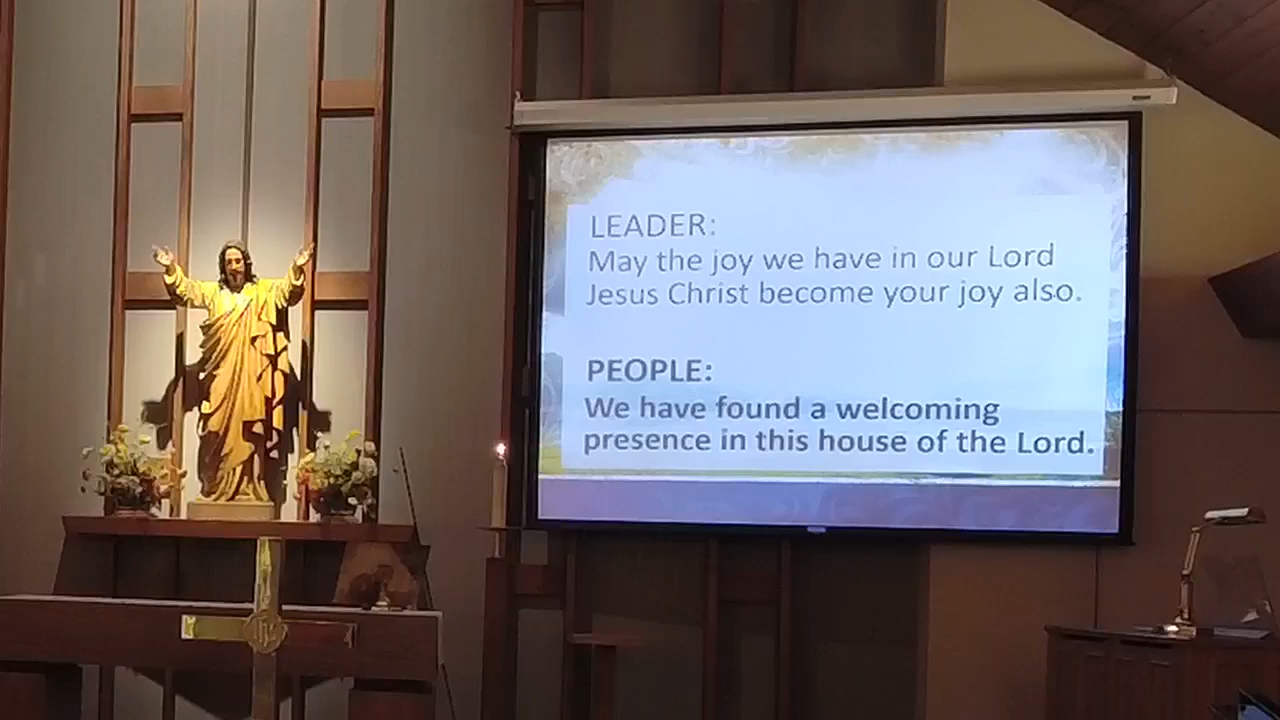 LEADER:
May the joy we have in our Lord
Jesus Christ become your joy also.
PEOPLE:
We have found a welcoming
presence in this house of the Lord.